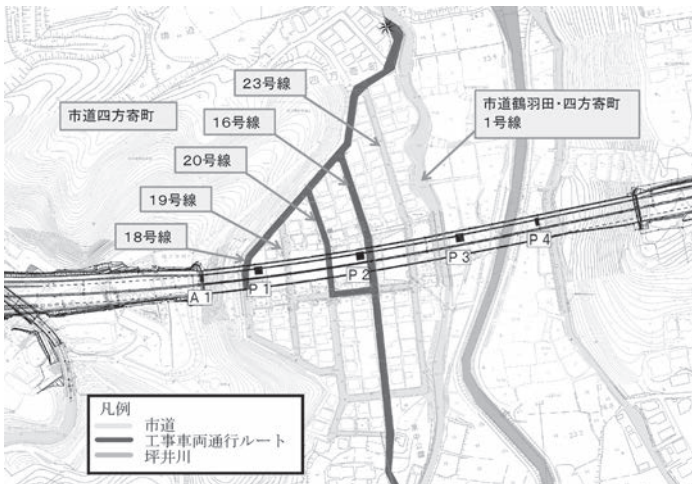 23号線
市道四方寄町
16号線
市道鶴羽田・四方寄町
1号線
20号線
19号線
18号線
A1
P1
P2
P3
P4
凡例
市道
工事車両通行ルート
坪井川